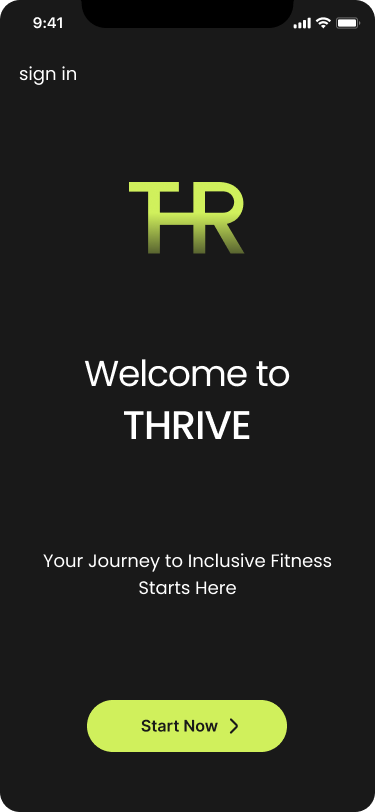 9:41
sign in
THR
Welcome to
THRIVE
Your Journey to Inclusive Fitness
Starts Here
Start Now